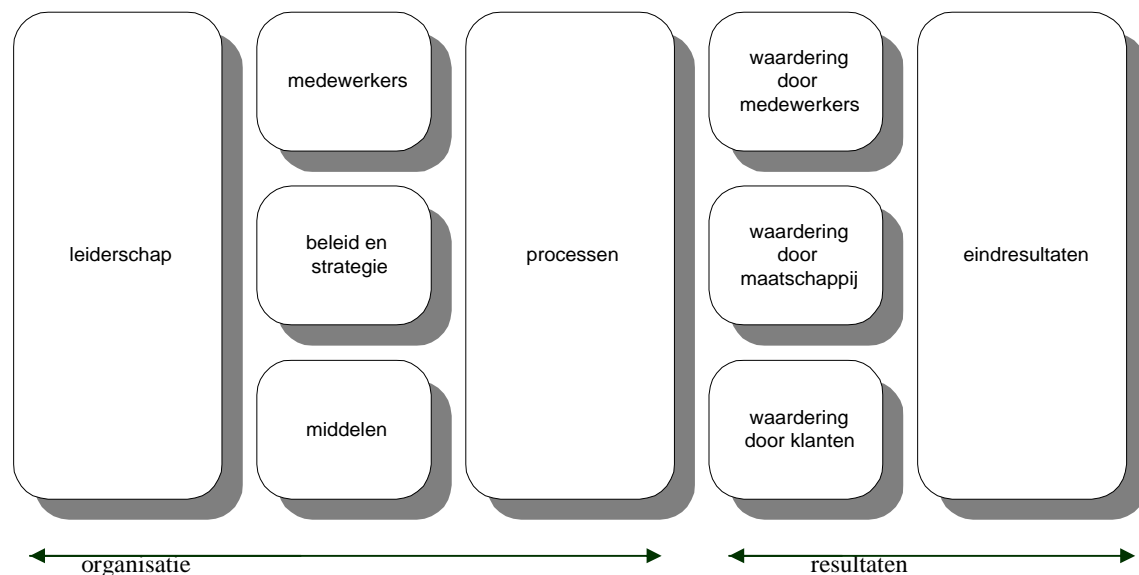 leiderschap
medewerkers
beleid en
strategie
middelen
processen
waardering
door
medewerkers
waardering
door
maatschappij
waardering
door klanten
eindresultaten
organisatie
resultaten